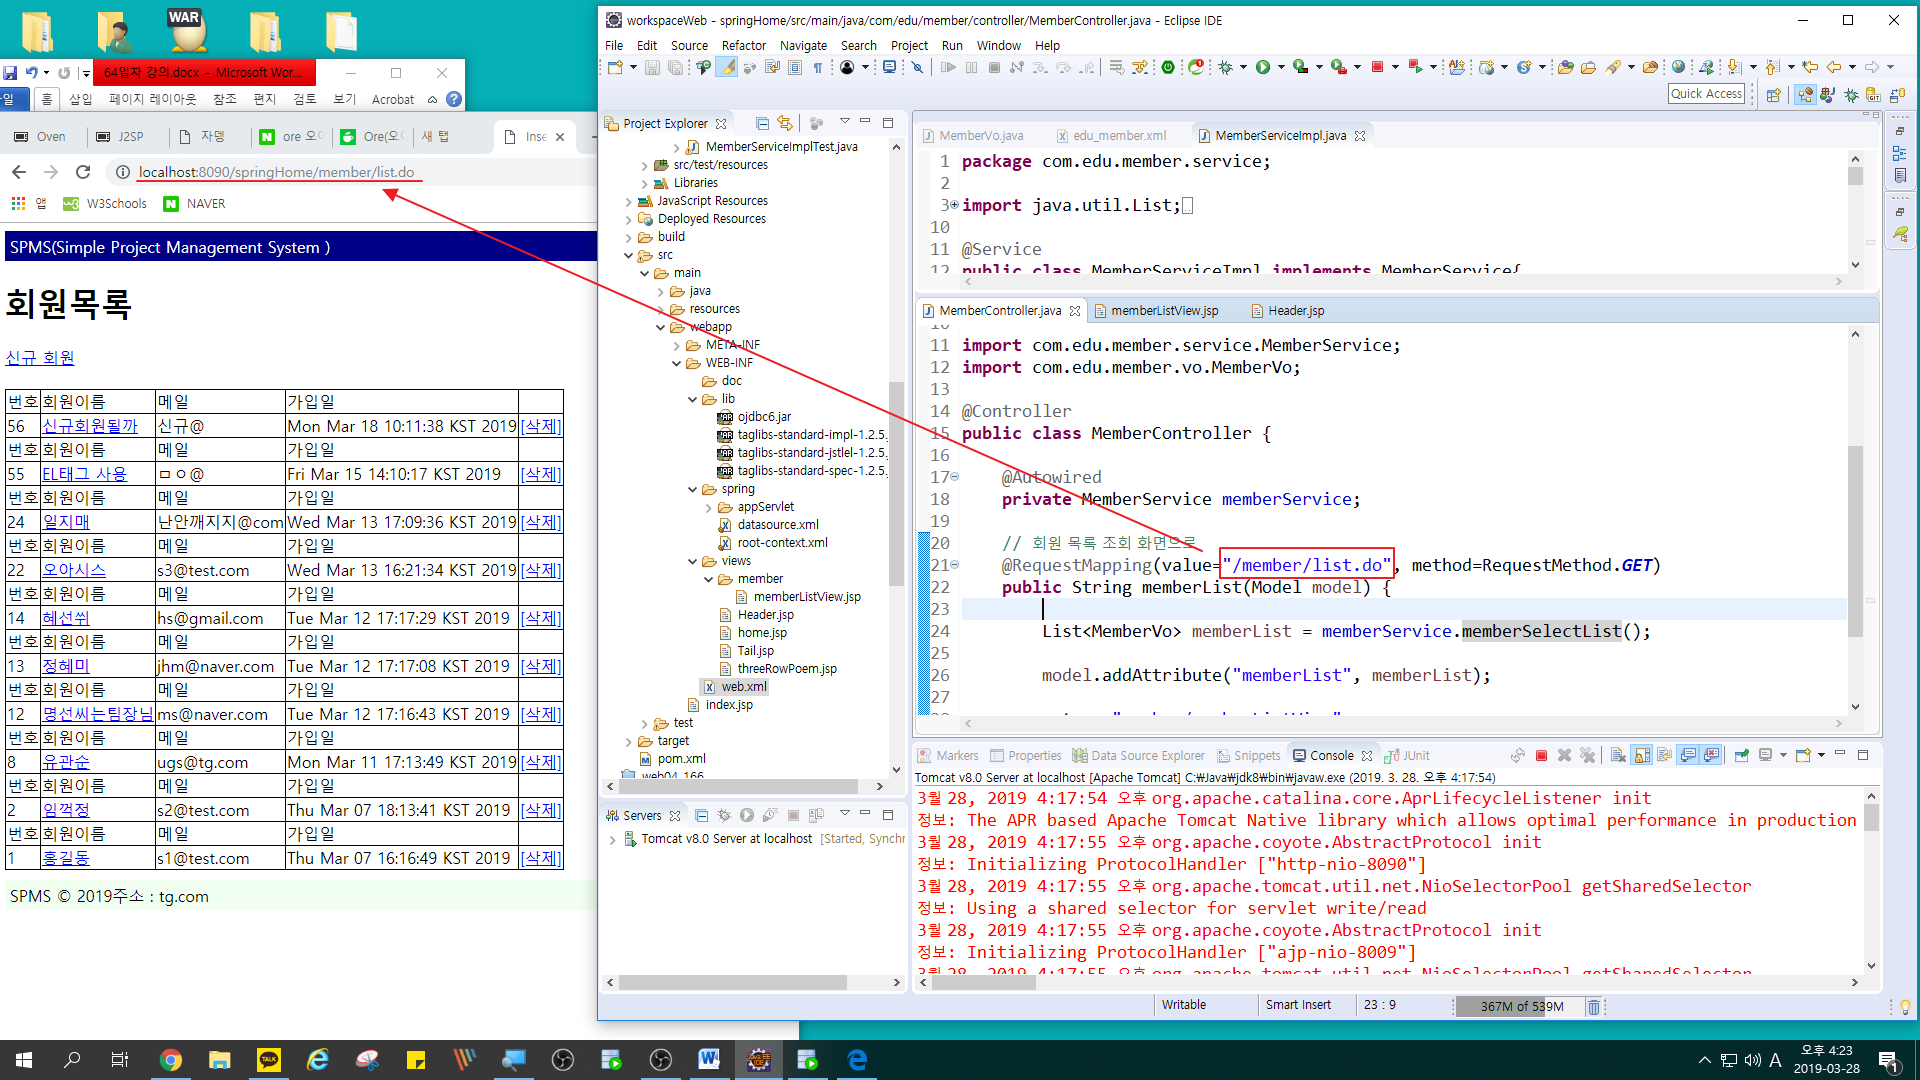 WAR
64일차 강의.docx - Microsoft Wor...
일 홈 삽입 페이지 레이아웃 참조 편지 검토 보기 Acrobat
Oven J2SP 자뎅 ore 오 Ore(오 새 탭 Inse
localhost:8090/springHome/member/list.do
앱 W3Schools NAVER
SPMS(Simple Project Management System )
회원목록
신규 회원
번호 회원이름 메일 가입일
56 신규회원될까 신규@ Mon Mar 18 10:11:38 KST 2019 [삭제]
번호 회원이름 메일 가입일
55 EL태그 사용 ㅁㅇ@ Fri Mar 15 14:10:17 KST 2019 [삭제]
번호 회원이름 메일 가입일
24 일지매 난안깨지지@com Wed Mar 13 17:09:36 KST 2019 [삭제]
번호 회원이름 메일 가입일
22 오아시스 s3@test.com Wed Mar 13 16:21:34 KST 2019 [삭제]
번호 회원이름 메일 가입일
14 혜선쒸 hs@gmail.com Tue Mar 12 17:17:29 KST 2019 [삭제]
번호 회원이름 메일 가입일
13 정혜미 jhm@naver.com Tue Mar 12 17:17:08 KST 2019 [삭제]
번호 회원이름 메일 가입일
12 명선씨는팀장님 ms@naver.com Tue Mar 12 17:16:43 KST 2019 [삭제]
번호 회원이름 메일 가입일
8 유관순 ugs@tg.com Mon Mar 11 17:13:49 KST 2019 [삭제]
번호 회원이름 메일 가입일
2 임꺽정 s2@test.com Thu Mar 07 18:13:41 KST 2019 [삭제]
번호 회원이름 메일 가입일
1 홍길동 s1@test.com Thu Mar 07 16:16:49 KST 2019 [삭제]
SPMS © 2019주소 : tg.com
workspaceWeb - springHome/src/main/java/com/edu/member/controller/MemberController.java - Eclipse IDE
File Edit Source Refactor Navigate Search Project Run Window Help
Quick Access
Project Explorer
MemberServiceImplTest.java
src/test/resources
Libraries
JavaScript Resources
Deployed Resources
build
src
main
java
resources
webapp
META-INF
WEB-INF
doc
lib
ojdbc6.jar
taglibs-standard-impl-1.2.5.
taglibs-standard-jstlel-1.2.5.
taglibs-standard-spec-1.2.5.
spring
appServlet
datasource.xml
root-context.xml
views
member
memberListView.jsp
Header.jsp
home.jsp
Tail.jsp
threeRowPoem.jsp
web.xml
index.jsp
test
target
pom.xml
web04_166
Servers
Tomcat v8.0 Server at localhost [Started, Synchr
MemberVo.java edu_member.xml MemberServiceImpl.java
1 package com.edu.member.service;
2
3 import java.util.List;
10
11 @Service
12 public class MemberServiceImpl implements MemberService{
MemberController.java memberListView.jsp Header.jsp
10
11 import com.edu.member.service.MemberService;
12 import com.edu.member.vo.MemberVo;
13
14 @Controller
15 public class MemberController {
16
17 @Autowired
18 private MemberService memberService;
19
20 // 회원 목록 조회 화면으로
21 @RequestMapping(value="/member/list.do", method=RequestMethod.GET)
22 public String memberList(Model model) {
23
24 List<MemberVo> memberList = memberService.memberSelectList();
25
26 model.addAttribute("memberList", memberList);
27
Markers Properties Data Source Explorer Snippets Console JUnit
Tomcat v8.0 Server at localhost [Apache Tomcat] C:₩Java₩jdk8₩bin₩javaw.exe (2019. 3. 28. 오후 4:17:54)
3월 28, 2019 4:17:54 오후 org.apache.catalina.core.AprLifecycleListener init
정보: The APR based Apache Tomcat Native library which allows optimal performance in production
3월 28, 2019 4:17:55 오후 org.apache.coyote.AbstractProtocol init
정보: Initializing ProtocolHandler ["http-nio-8090"]
3월 28, 2019 4:17:55 오후 org.apache.tomcat.util.net.NioSelectorPool getSharedSelector
정보: Using a shared selector for servlet write/read
3월 28, 2019 4:17:55 오후 org.apache.coyote.AbstractProtocol init
정보: Initializing ProtocolHandler ["ajp-nio-8009"]
3월 28, 2019 4:17:55 오후 org.apache.tomcat.util.net.NioSelectorPool getSharedSelector
Writable Smart Insert 23 : 9 367M of 539M
TALK
A 오후 4:23
2019-03-28
1